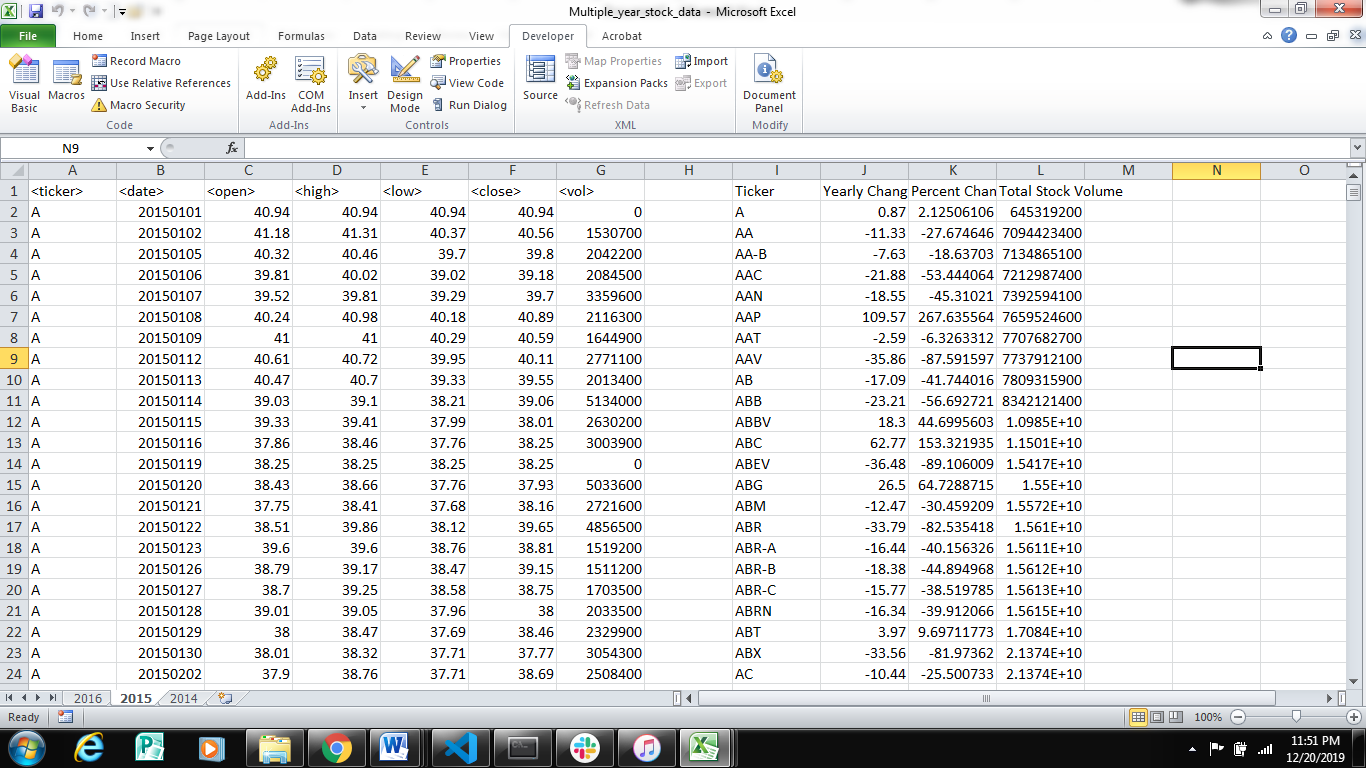 Multiple_year_stock_data - Microsoft Excel
File Home Insert Page Layout Formulas Data Review View Developer Acrobat
Visual Basic
Macros
Record Macro
Use Relative References
Macro Security
Code
Add-Ins
COM Add-Ins
Add-Ins
Insert
Design Mode
Properties
View Code
Run Dialog
Controls
Source
Map Properties
Expansion Packs
Refresh Data
Import
Export
XML
Document Panel
Modify
N9 fx
A B C D E F G H I J K L M N O
1 <ticker> <date> <open> <high> <low> <close> <vol> Ticker Yearly Chang Percent Chan Total Stock Volume
2 A 20150101 40.94 40.94 40.94 40.94 0 A 0.87 2.12506106 645319200
3 A 20150102 41.18 41.31 40.37 40.56 1530700 AA -11.33 -27.674646 7094423400
4 A 20150105 40.32 40.46 39.7 39.8 2042200 AA-B -7.63 -18.63703 7134865100
5 A 20150106 39.81 40.02 39.02 39.18 2084500 AAC -21.88 -53.444064 7212987400
6 A 20150107 39.52 39.81 39.29 39.7 3359600 AAN -18.55 -45.31021 7392594100
7 A 20150108 40.24 40.98 40.18 40.89 2116300 AAP 109.57 267.635564 7659524600
8 A 20150109 41 41 40.29 40.59 1644900 AAT -2.59 -6.3263312 7707682700
9 A 20150112 40.61 40.72 39.95 40.11 2771100 AAV -35.86 -87.591597 7737912100
10 A 20150113 40.47 40.7 39.33 39.55 2013400 AB -17.09 -41.744016 7809315900
11 A 20150114 39.03 39.1 38.21 39.06 5134000 ABB -23.21 -56.692721 8342121400
12 A 20150115 39.33 39.41 37.99 38.01 2630200 ABBV 18.3 44.6995603 1.0985E+10
13 A 20150116 37.86 38.46 37.76 38.25 3003900 ABC 62.77 153.321935 1.1501E+10
14 A 20150119 38.25 38.25 38.25 38.25 0 ABEV -36.48 -89.106009 1.5417E+10
15 A 20150120 38.43 38.66 37.76 37.93 5033600 ABG 26.5 64.7288715 1.55E+10
16 A 20150121 37.75 38.41 37.68 38.16 2721600 ABM -12.47 -30.459209 1.5572E+10
17 A 20150122 38.51 39.86 38.12 39.65 4856500 ABR -33.79 -82.535418 1.561E+10
18 A 20150123 39.6 39.6 38.76 38.81 1519200 ABR-A -16.44 -40.156326 1.5611E+10
19 A 20150126 38.79 39.17 38.47 39.15 1511200 ABR-B -18.38 -44.894968 1.5612E+10
20 A 20150127 38.7 39.25 38.58 38.75 1703500 ABR-C -15.77 -38.519785 1.5613E+10
21 A 20150128 39.01 39.05 37.96 38 2033500 ABRN -16.34 -39.912066 1.5615E+10
22 A 20150129 38 38.47 37.69 38.46 2329900 ABT 3.97 9.69711773 1.7084E+10
23 A 20150130 38.01 38.32 37.71 37.77 3054300 ABX -33.56 -81.97362 2.1374E+10
24 A 20150202 37.9 38.76 37.71 38.69 2508400 AC -10.44 -25.500733 2.1374E+10
2016 2015 2014
Ready 100%
11:51 PM
12/20/2019